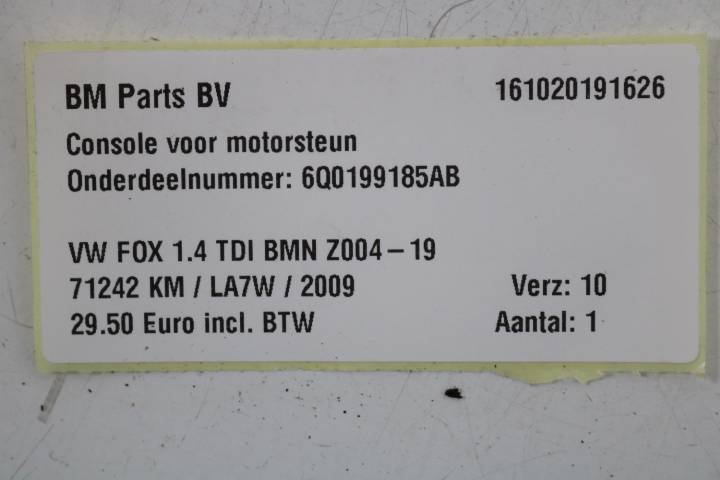 BM Parts BV 161020191626
Console voor motorsteun
Onderdeelnummer: 6Q0199185AB
VW FOX 1.4 TDI BMN Z004-19
71242 KM / LA7W / 2009 Verz: 10
29.50 Euro incl. BTW Aantal: 1